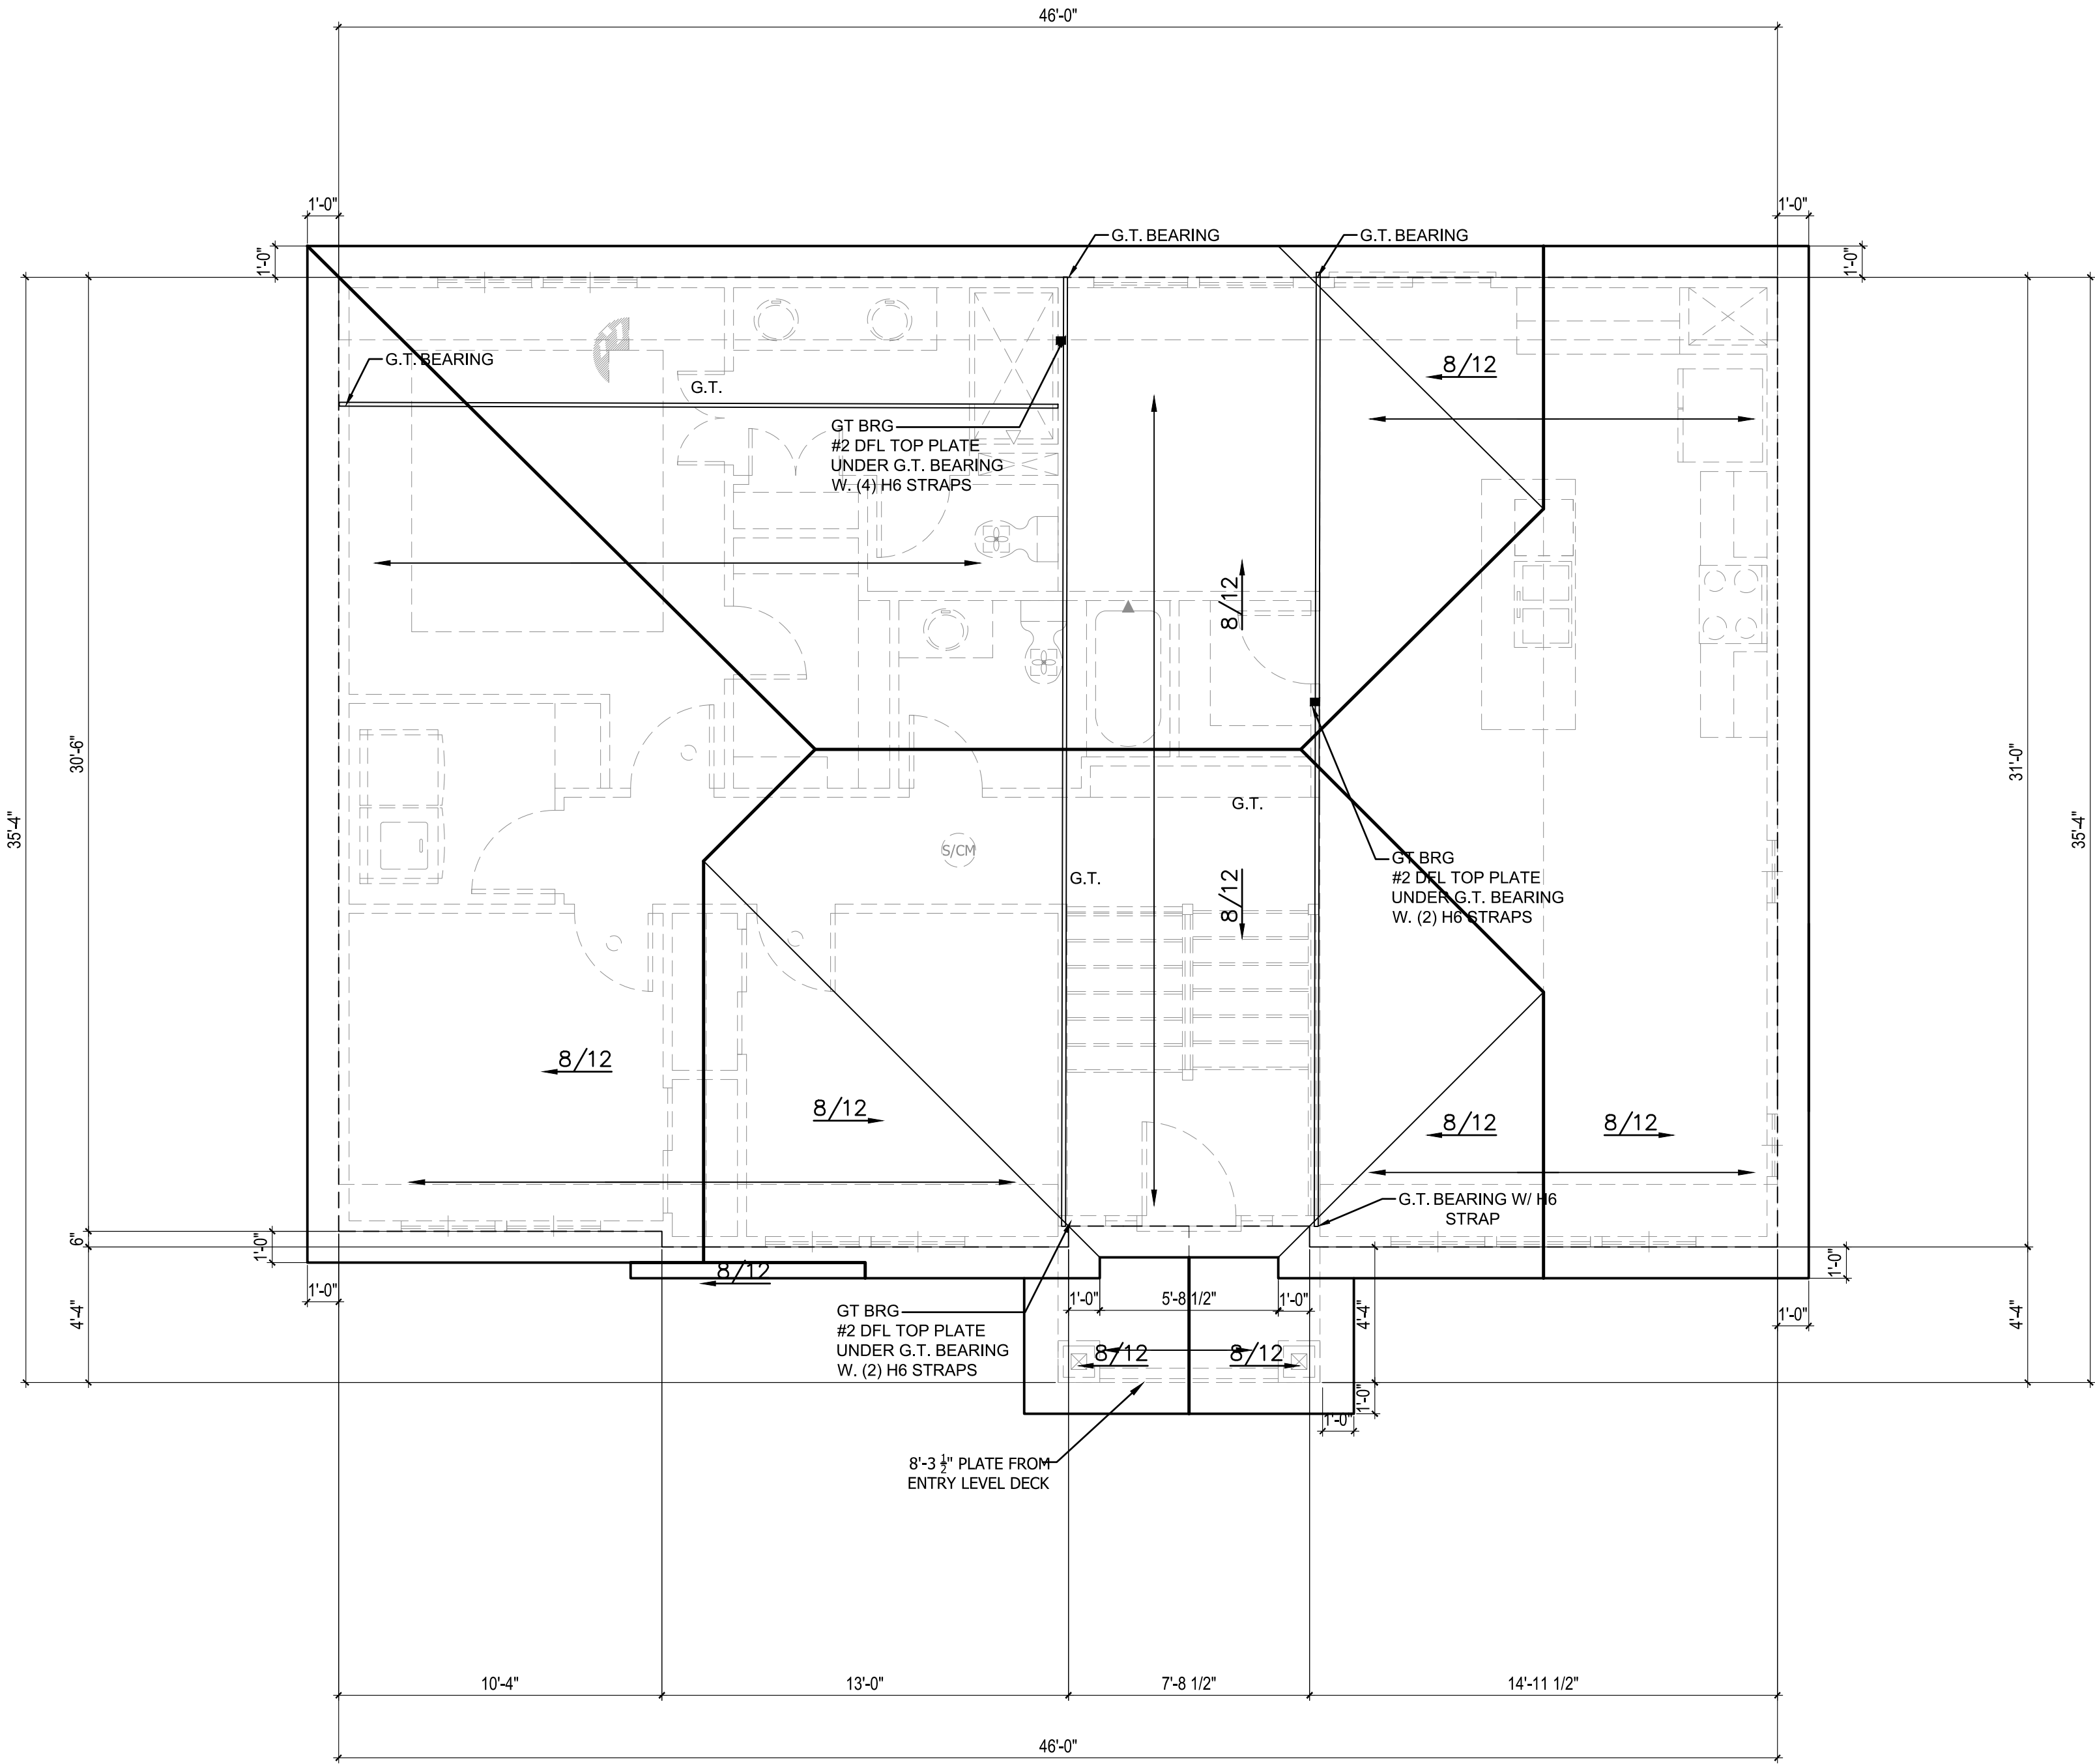 46'-0"
1'-0"
1'-0"
1'-0"
1'-0"
G.T. BEARING
G.T. BEARING
G.T. BEARING
G.T.
8/12
GT BRG
#2 DFL TOP PLATE
UNDER G.T. BEARING
W. (4) H6 STRAPS
8/12
30'-6"
31'-0"
35'-4"
35'-4"
G.T.
S/CM
G.T.
8/12
GT BRG
#2 DFL TOP PLATE
UNDER G.T. BEARING
W. (2) H6 STRAPS
8/12
8/12
8/12
8/12
G.T. BEARING W/ H6
STRAP
6"
1'-0"
1'-0"
8/12
1'-0"
4'-4"
GT BRG
#2 DFL TOP PLATE
UNDER G.T. BEARING
W. (2) H6 STRAPS
1'-0"
5'-8 1/2"
1'-0"
4'-4"
1'-0"
4'-4"
8/12
8/12
1'-0"
1'-0"
8'-3 1/2" PLATE FROM
ENTRY LEVEL DECK
10'-4"
13'-0"
7'-8 1/2"
14'-11 1/2"
46'-0"